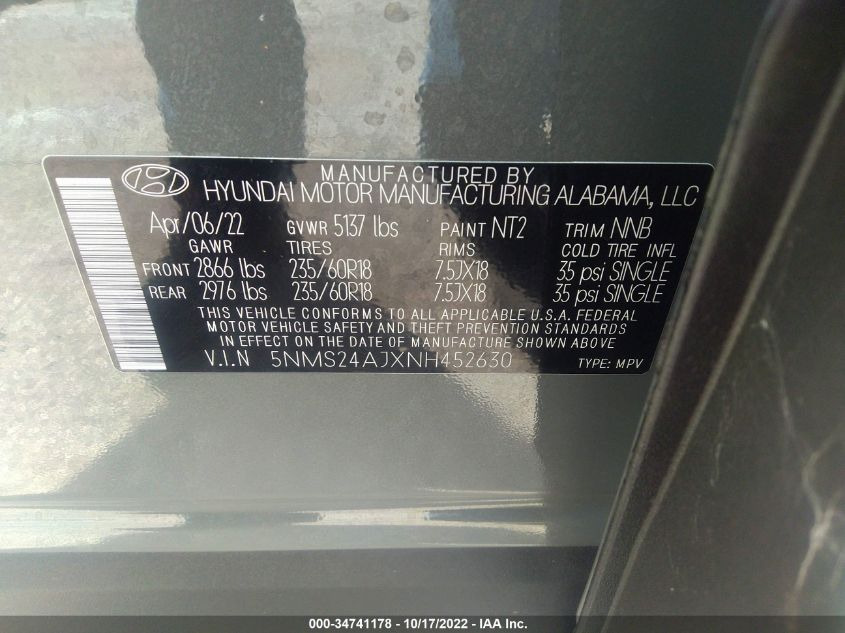 MANUFACTURED BY
HYUNDAI MOTOR MANUFACTURING ALABAMA, LLC
Apr/06/22 GVWR 5137 lbs PAINT NT2 TRIM NNB
GAWR TIRES RIMS COLD TIRE INFL
FRONT 2866 lbs 235/60R18 7.5JX18 35 psi SINGLE
REAR 2976 lbs 235/60R18 7.5JX18 35 psi SINGLE
THIS VEHICLE CONFORMS TO ALL APPLICABLE U.S.A. FEDERAL
MOTOR VEHICLE SAFETY AND THEFT PREVENTION STANDARDS
IN EFFECT ON THE DATE OF MANUFACTURE SHOWN ABOVE.
V.I.N 5NMS24AJXNH452630 TYPE: MPV
000-34741178 - 10/17/2022 - IAA Inc.